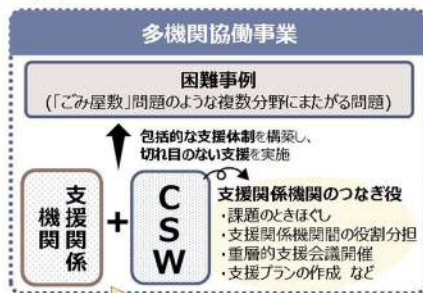 多機関協働事業
困難事例
(「ごみ屋敷」問題のような複数分野にまたがる問題)
包括的な支援体制を構築し、
切れ目のない支援を実施
支援関係
機関
+
CSW
支援関係機関のつなぎ役
・課題のときほぐし
・支援関係機関間の役割分担
・重層的支援会議開催
・支援プランの作成 など